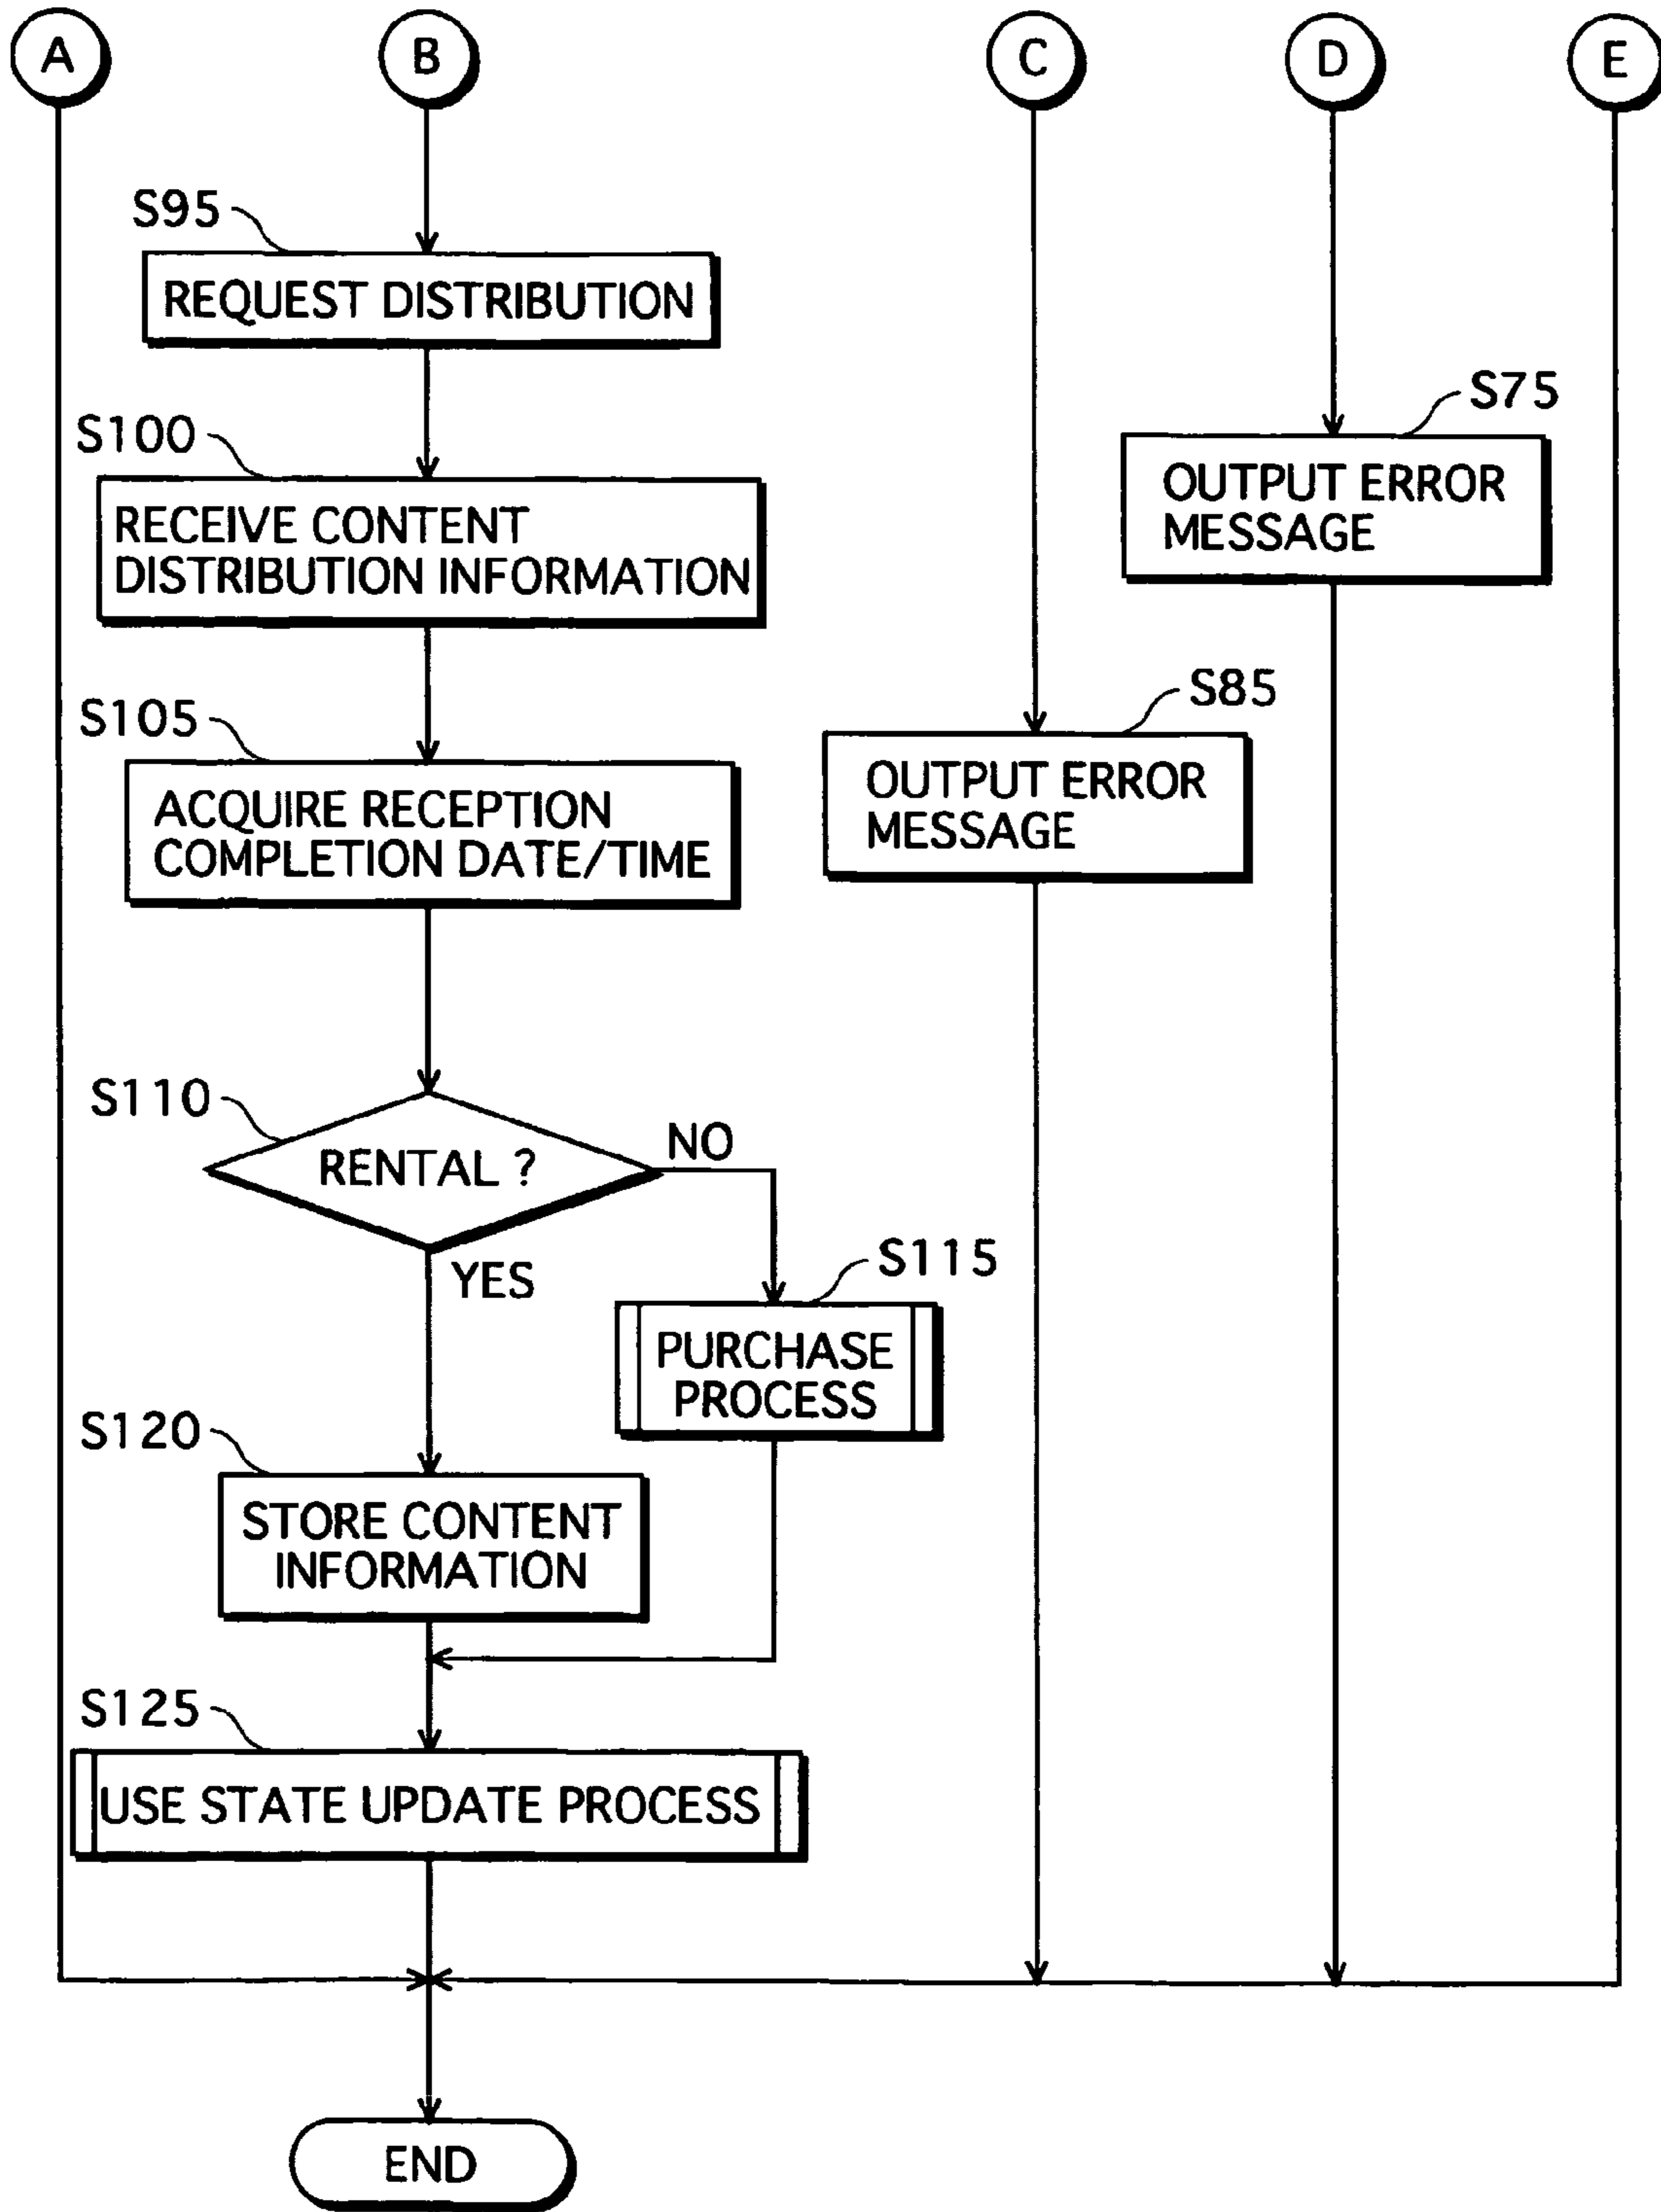 A
B
C
D
E
S95
REQUEST DISTRIBUTION
S100
RECEIVE CONTENT
DISTRIBUTION INFORMATION
S75
OUTPUT ERROR
MESSAGE
S105
ACQUIRE RECEPTION
COMPLETION DATE/TIME
S85
OUTPUT ERROR
MESSAGE
S110
RENTAL ?
NO
YES
S115
PURCHASE
PROCESS
S120
STORE CONTENT
INFORMATION
S125
USE STATE UPDATE PROCESS
END